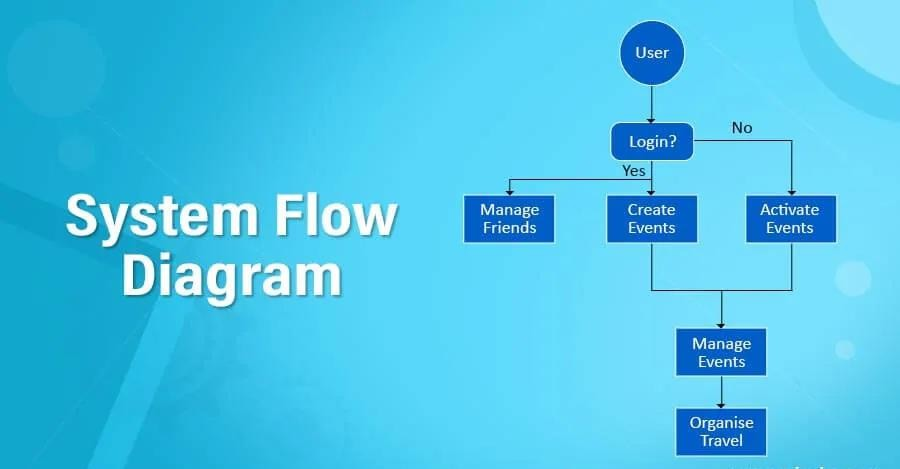 System Flow
Diagram
User
Login?
No
Yes
Manage
Friends
Create
Events
Activate
Events
Manage
Events
Organise
Travel